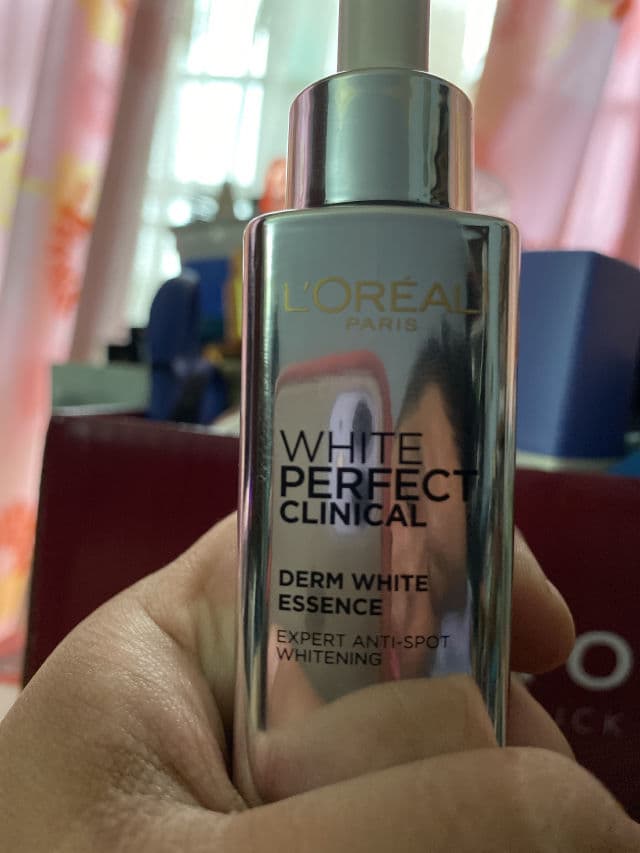 L'ORÉAL
PARIS
WHITE
PERFECT
CLINICAL
DERM WHITE
ESSENCE
EXPERT ANTI-SPOT
WHITENING